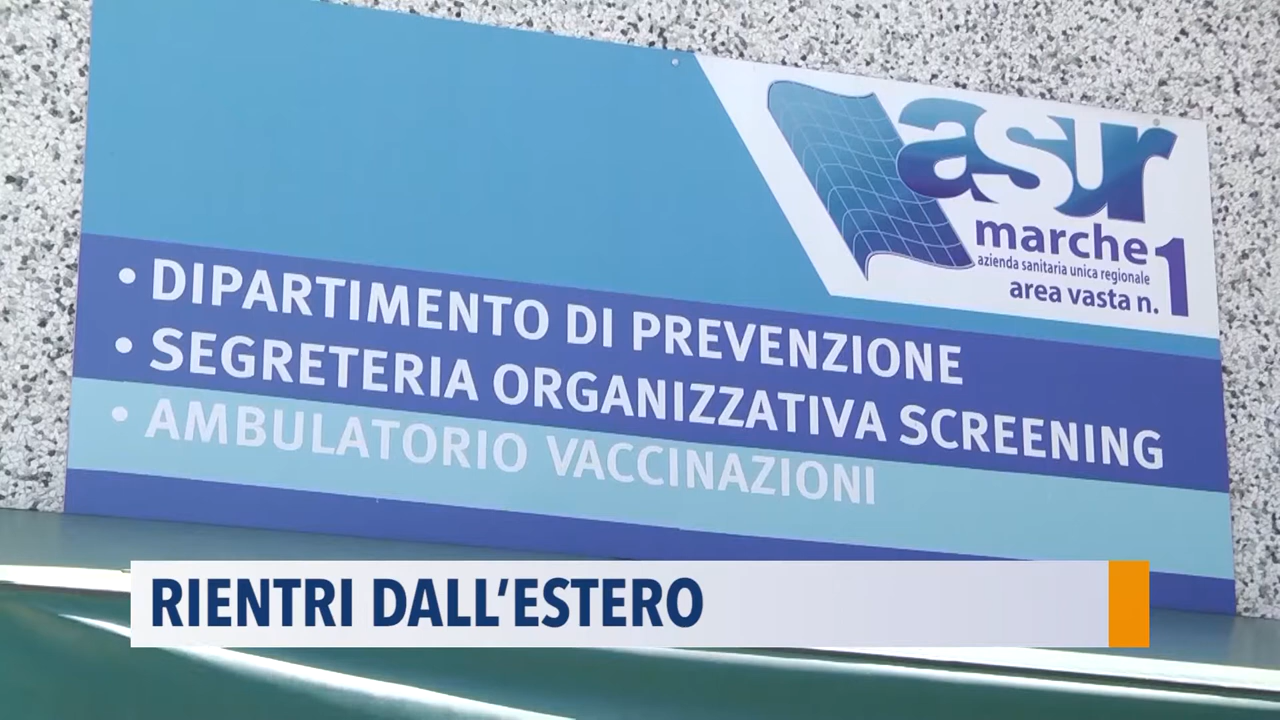 asur
marche 1
azienda sanitaria unica regionale
area vasta n.
• DIPARTIMENTO DI PREVENZIONE
• SEGRETERIA ORGANIZZATIVA SCREENING
• AMBULATORIO VACCINAZIONI
RIENTRI DALL'ESTERO